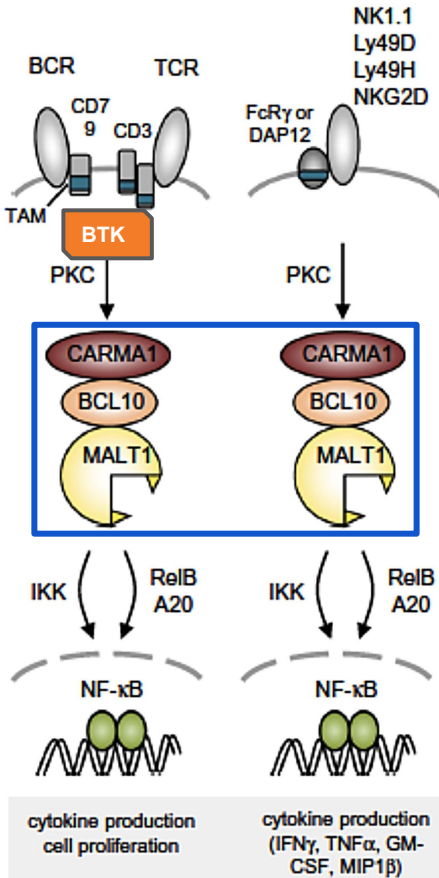 BCR
TCR
CD7
9
CD3
TAM
BTK
PKC
CARMA1
BCL10
MALT1
IKK
RelB
A20
NF-κB
cytokine production
cell proliferation
NK1.1
Ly49D
Ly49H
NKG2D
FcRγ or
DAP12
PKC
CARMA1
BCL10
MALT1
IKK
RelB
A20
NF-κB
cytokine production
(IFNγ, TNFα, GM-
CSF, MIP1β)